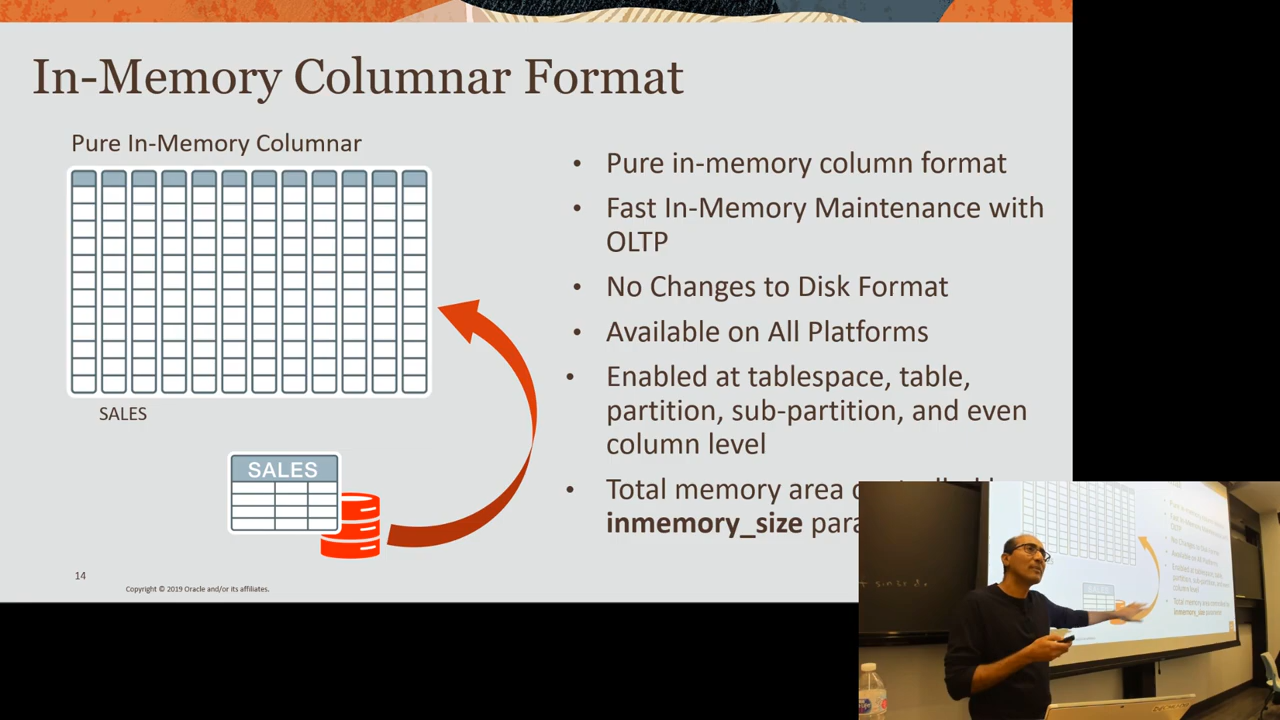 In-Memory Columnar Format
Pure In-Memory Columnar
SALES
SALES
• Pure in-memory column format
• Fast In-Memory Maintenance with
OLTP
• No Changes to Disk Format
• Available on All Platforms
• Enabled at tablespace, table,
partition, sub-partition, and even
column level
• Total memory area
inmemory_size
14
Copyright © 2019 Oracle and/or its affiliates.